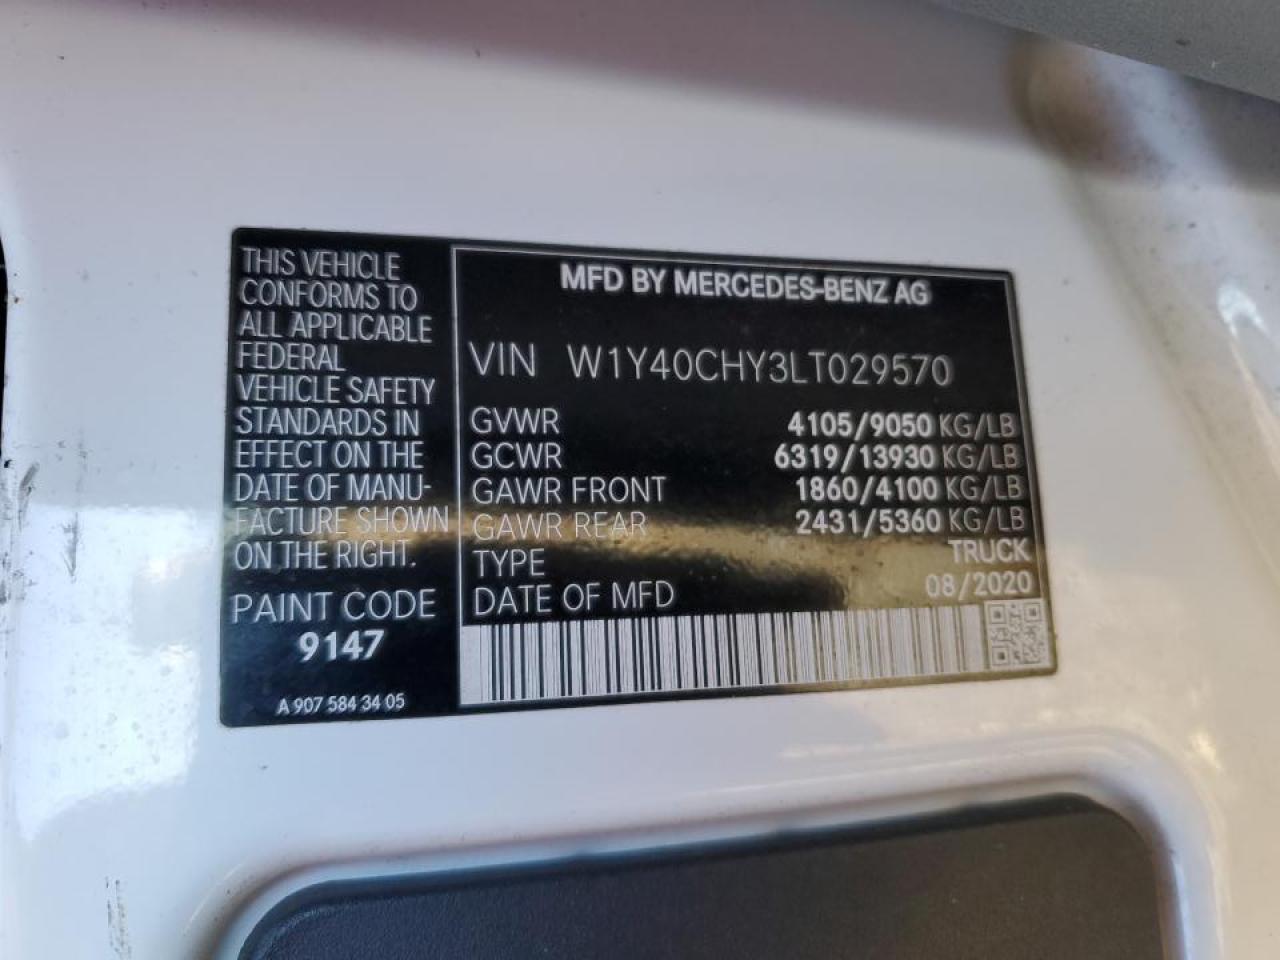 THIS VEHICLE
CONFORMS TO
ALL APPLICABLE
FEDERAL
VEHICLE SAFETY
STANDARDS IN
EFFECT ON THE
DATE OF MANU-
FACTURE SHOWN
ON THE RIGHT.
PAINT CODE
9147
A 907 584 34 05
MFD BY MERCEDES-BENZ AG
VIN W1Y40CHY3LT029570
GVWR 4105/9050 KG/LB
GCWR 6319/13930 KG/LB
GAWR FRONT 1860/4100 KG/LB
GAWR REAR 2431/5360 KG/LB
TYPE TRUCK
DATE OF MFD 08/2020